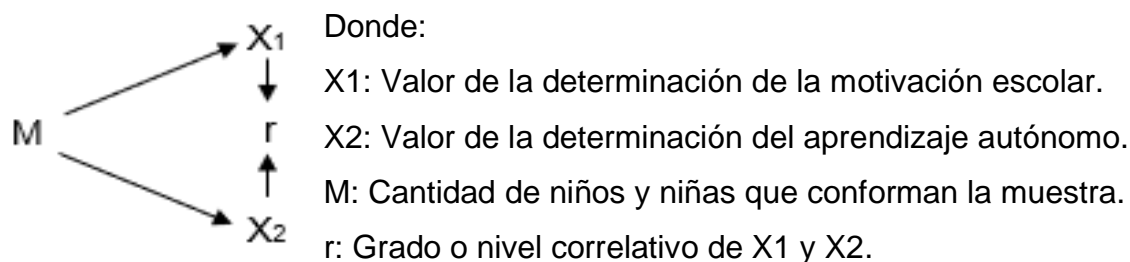 Donde:
X1
X1: Valor de la determinación de la motivación escolar.
M
r
X2: Valor de la determinación del aprendizaje autónomo.
M: Cantidad de niños y niñas que conforman la muestra.
X2
r: Grado o nivel correlativo de X1 y X2.